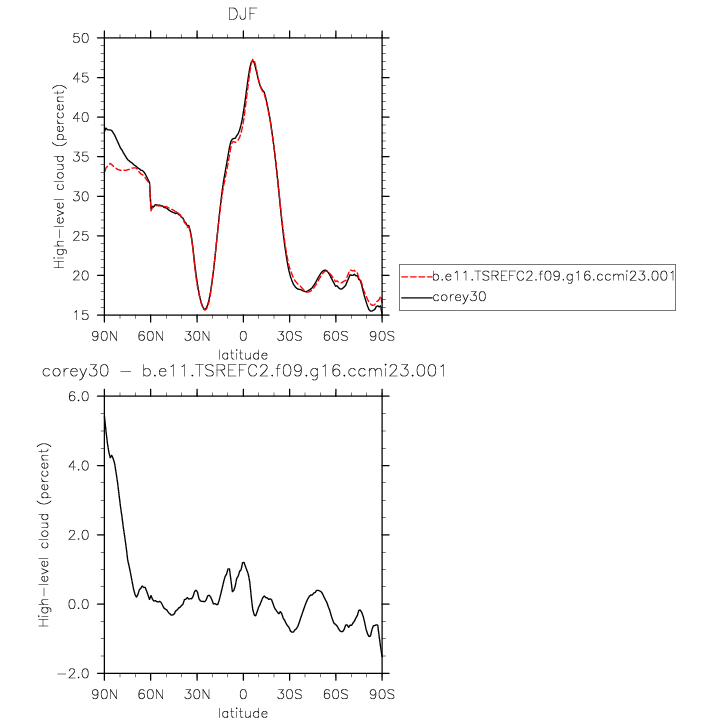 DJF
50
45
40
35
30
25
20
15
High-level cloud (percent)
90N 60N 30N 0 30S 60S 90S
latitude
b.e11.TSREFC2.f09.g16.ccmi23.001
corey30
corey30 - b.e11.TSREFC2.f09.g16.ccmi23.001
6.0
4.0
2.0
0.0
-2.0
High-level cloud (percent)
90N 60N 30N 0 30S 60S 90S
latitude